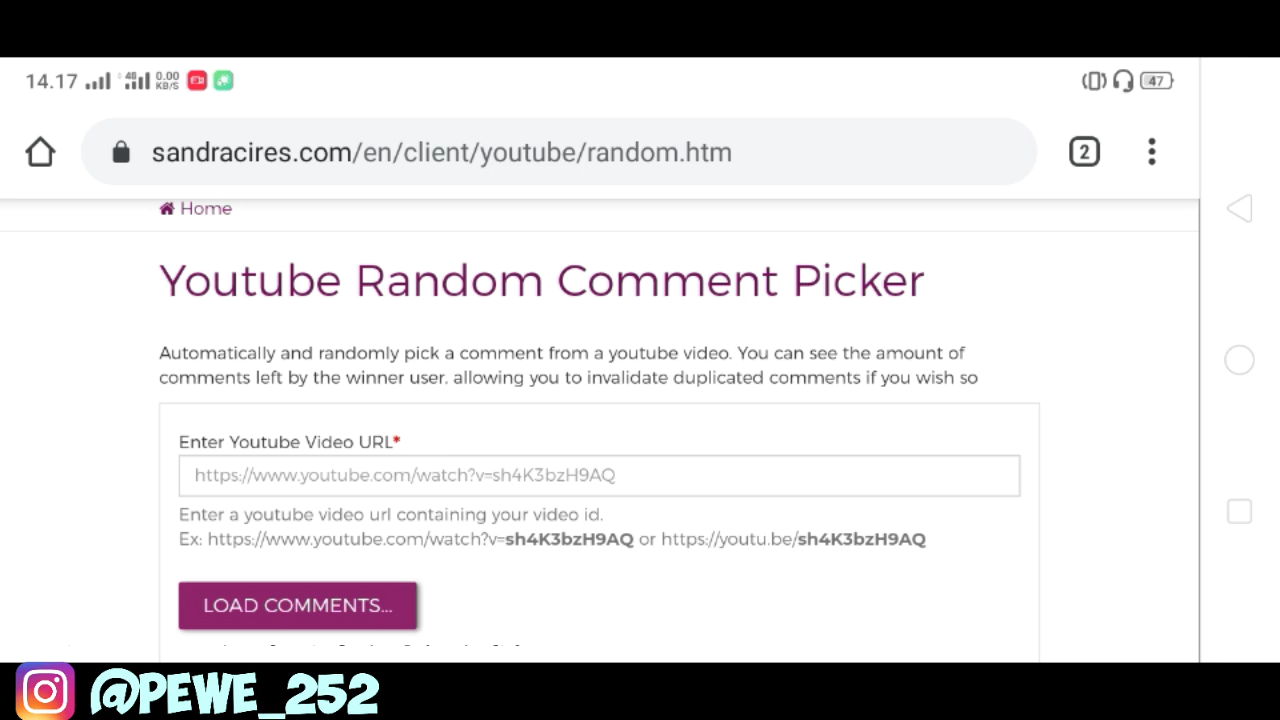 14.17 4G 0.00 KB/S 47
sandracires.com/en/client/youtube/random.htm 2
Home
Youtube Random Comment Picker
Automatically and randomly pick a comment from a youtube video. You can see the amount of
comments left by the winner user, allowing you to invalidate duplicated comments if you wish so
Enter Youtube Video URL*
https://www.youtube.com/watch?v=sh4K3bzH9AQ
Enter a youtube video url containing your video id.
Ex: https://www.youtube.com/watch?v=sh4K3bzH9AQ or https://youtu.be/sh4K3bzH9AQ
LOAD COMMENTS...
@PEWE_252